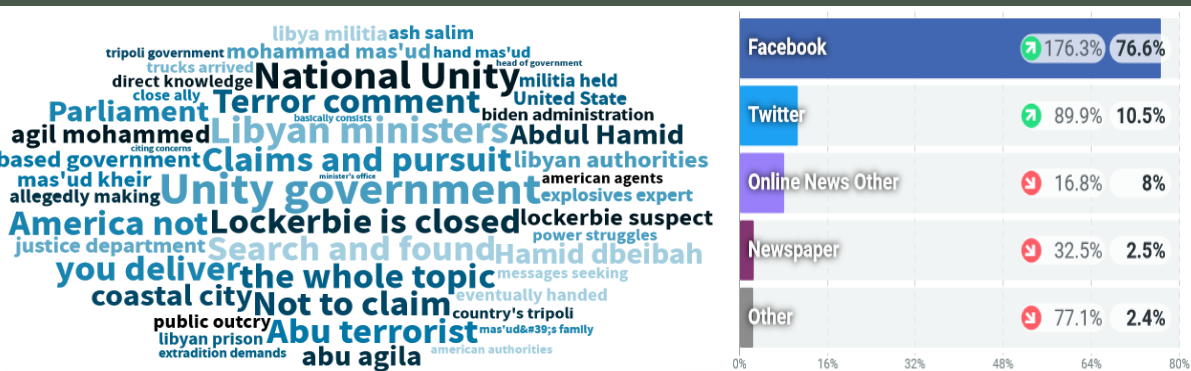 libya militia ash salim
tripoli government mohammad mas'ud hand mas'ud
trucks arrived head of government
direct knowledge National Unity militia held
close ally Terror comment United State
Parliament basically consists biden administration
agil mohammed Libyan ministers Abdul Hamid
citing concerns
based government Claims and pursuit libyan authorities
mas'ud kheir minister's office american agents
allegedly making Unity government explosives expert
America not Lockerbie is closed lockerbie suspect
power struggles
justice department Search and found Hamid dbeibah
you deliver the whole topic messages seeking
coastal city Not to claim eventually handed
country's tripoli
public outcry Abu terrorist mas'ud&#39;s family
libyan prison
extradition demands abu agila american authorities
Facebook 176.3% 76.6%
Twitter 89.9% 10.5%
Online News Other 16.8% 8%
Newspaper 32.5% 2.5%
Other 77.1% 2.4%
0% 16% 32% 48% 64% 80%